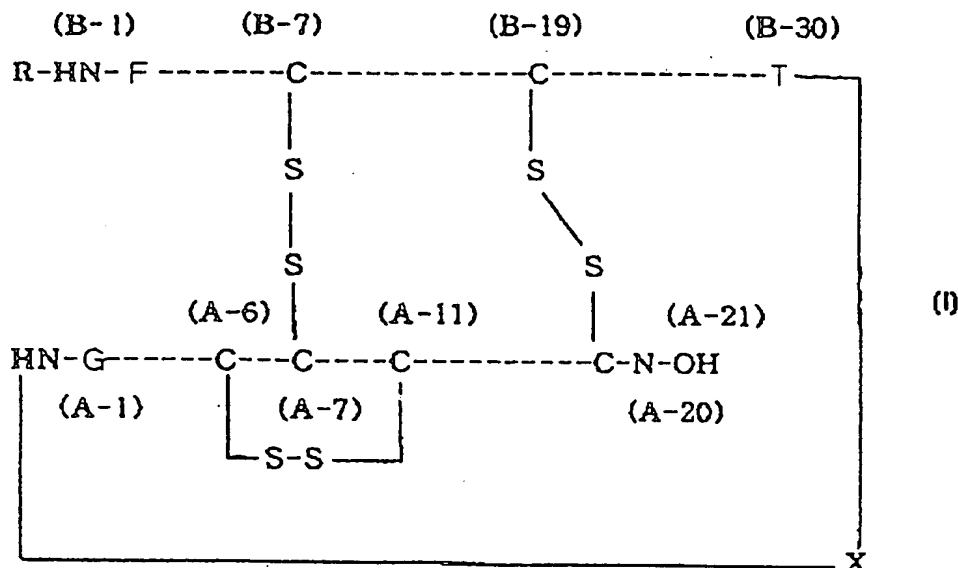 (B-1) (B-7) (B-19) (B-30)
R-HN-F C C T
S S
S S
(I)
(A-6) (A-11) (A-21)
HN-G C C C C-N-OH
(A-1) (A-7) (A-20)
S-S
X